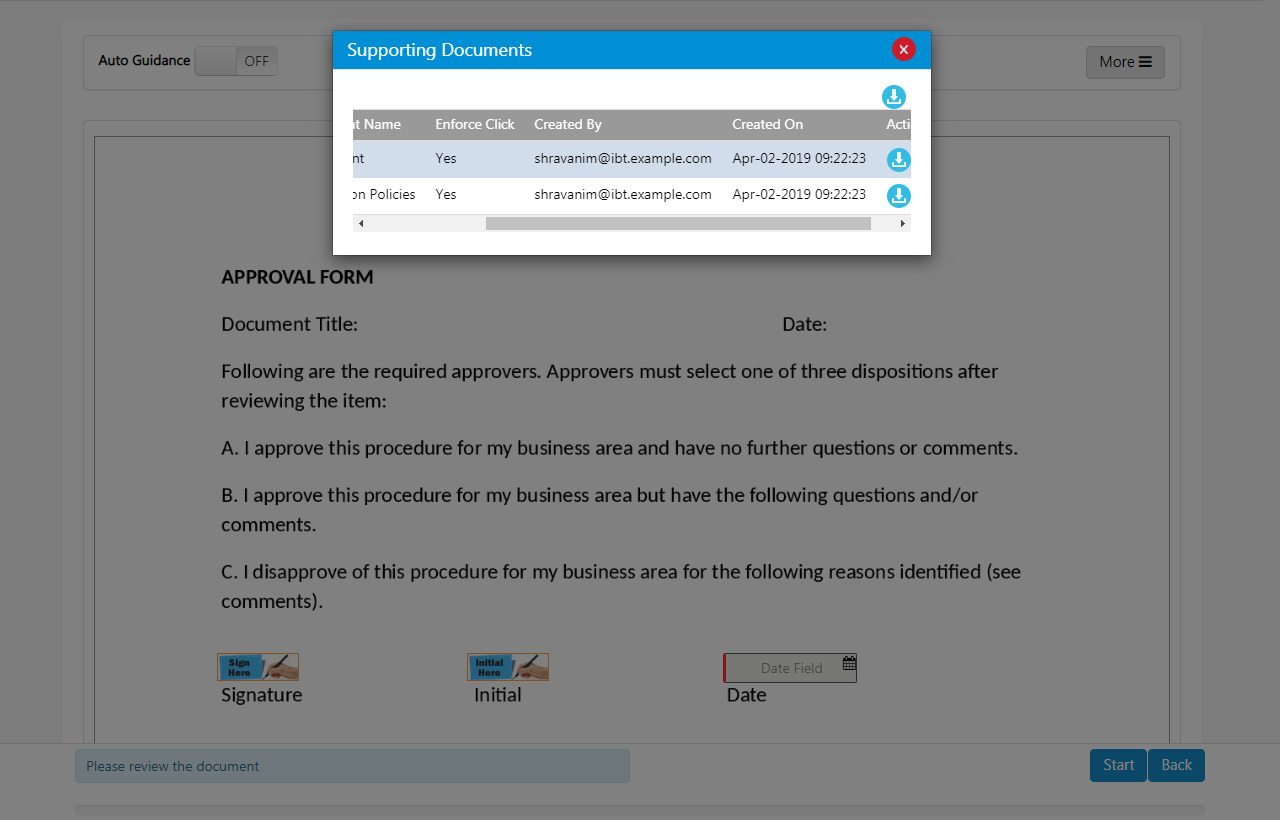 Supporting Documents
Auto Guidance OFF
More
t Name Enforce Click Created By Created On Acti
nt Yes shravanim@ibt.example.com Apr-02-2019 09:22:23
on Policies Yes shravanim@ibt.example.com Apr-02-2019 09:22:23
APPROVAL FORM
Document Title: Date:
Following are the required approvers. Approvers must select one of three dispositions after
reviewing the item:
A. I approve this procedure for my business area and have no further questions or comments.
B. I approve this procedure for my business area but have the following questions and/or
comments.
C. I disapprove of this procedure for my business area for the following reasons identified (see
comments).
Sign
Here
Initial
Here
Date Field
Signature Initial Date
Please review the document
Start Back